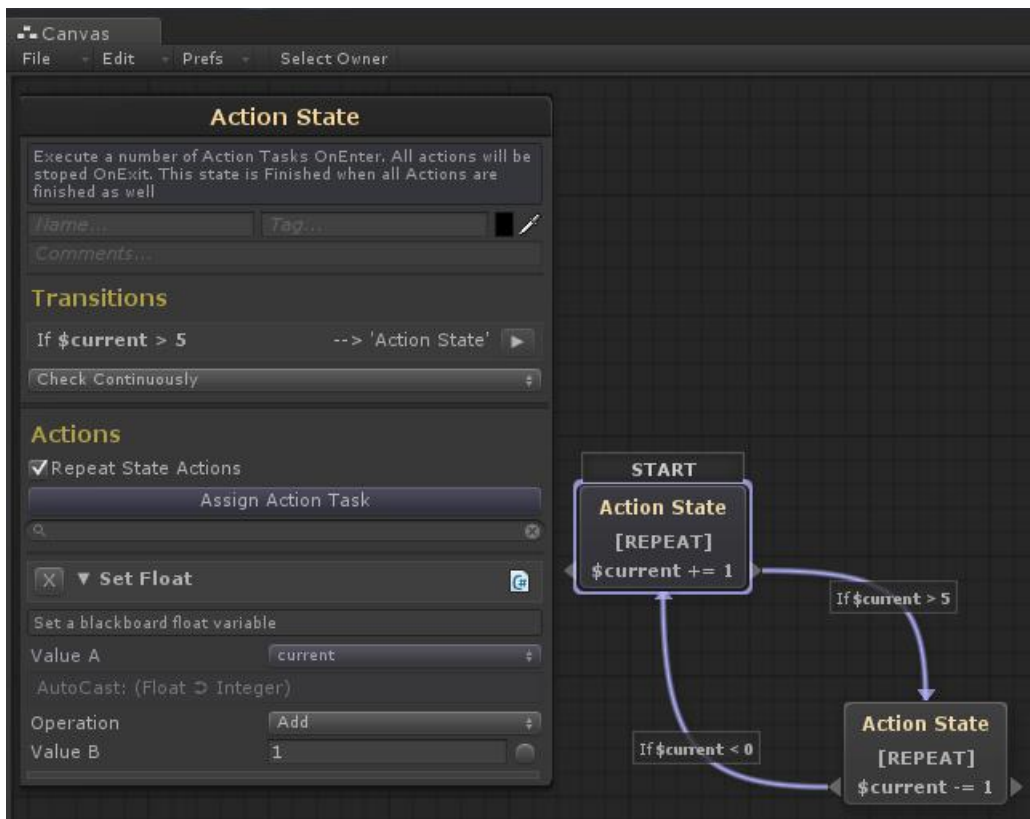 Canvas
File Edit Prefs Select Owner
Action State
Execute a number of Action Tasks OnEnter. All actions will be
stoped OnExit. This state is Finished when all Actions are
finished as well
Name... Tag...
Comments...
Transitions
If $current > 5 --> 'Action State'
Check Continuously
Actions
Repeat State Actions
Assign Action Task
X ▼ Set Float C#
Set a blackboard float variable
Value A current
AutoCast: (Float ⊃ Integer)
Operation Add
Value B 1
START
Action State
[REPEAT]
$current += 1
If $current > 5
If $current < 0
Action State
[REPEAT]
$current -= 1